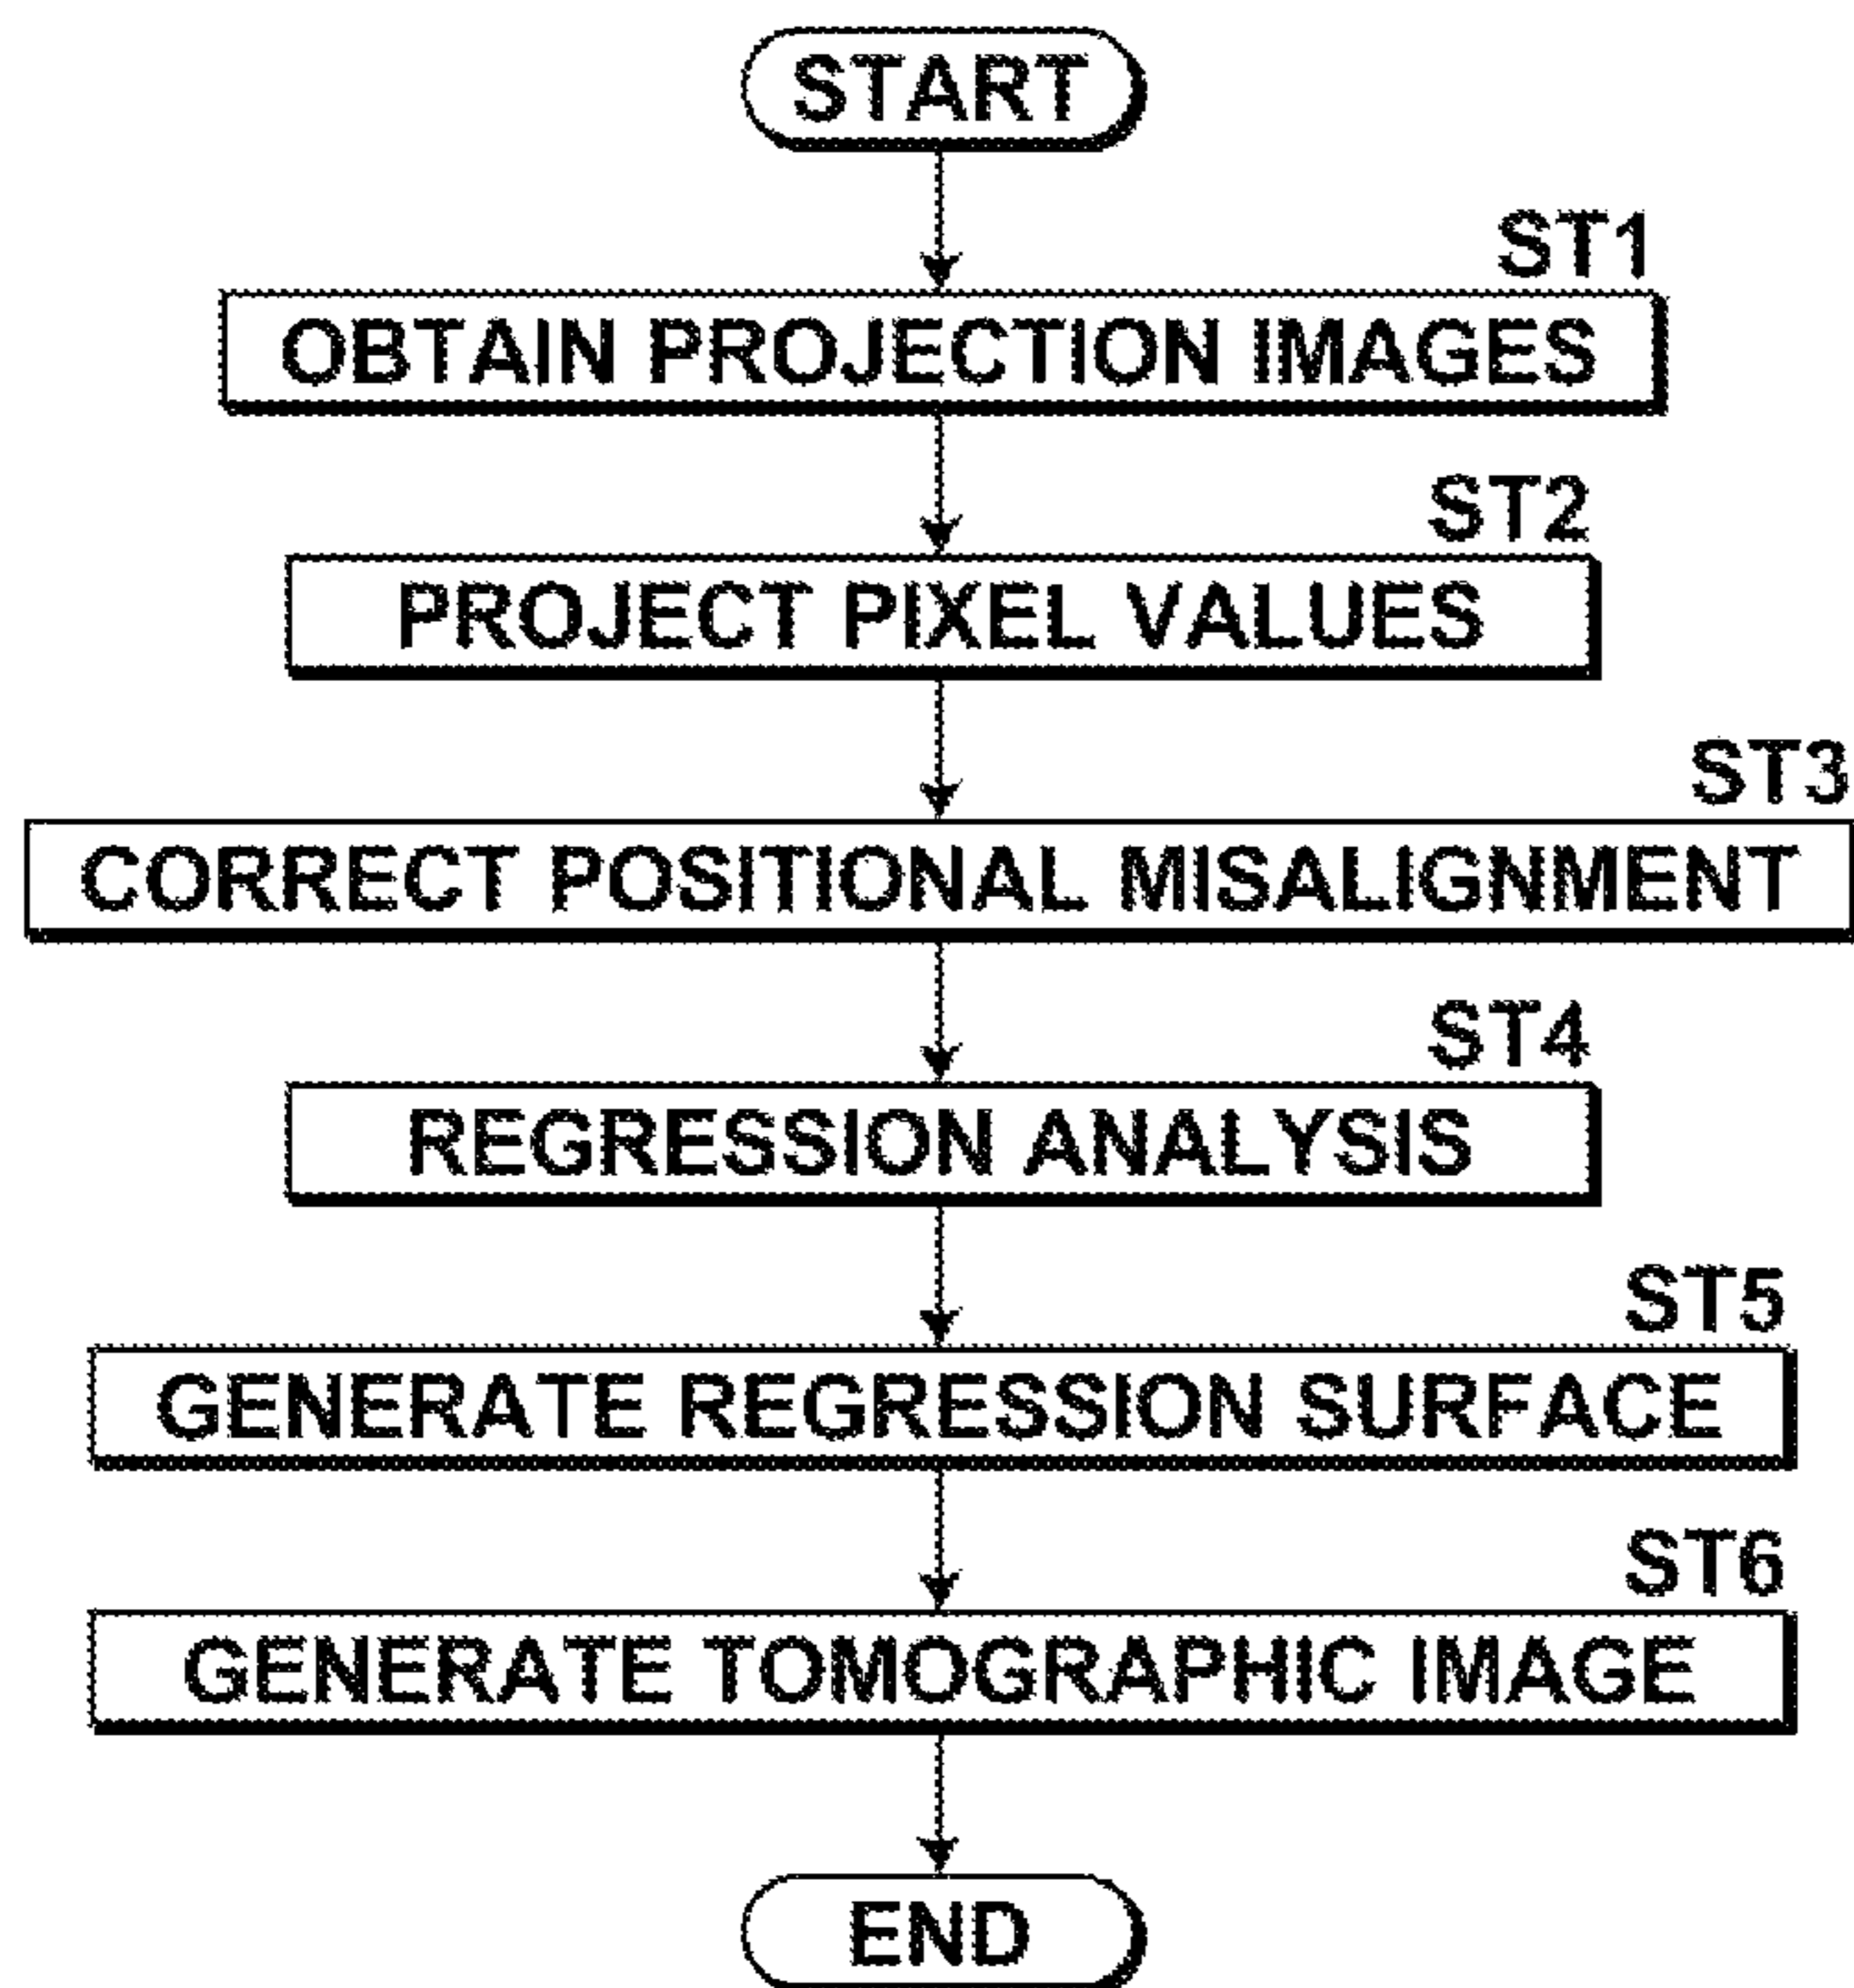 START
ST1
OBTAIN PROJECTION IMAGES
ST2
PROJECT PIXEL VALUES
ST3
CORRECT POSITIONAL MISALIGNMENT
ST4
REGRESSION ANALYSIS
ST5
GENERATE REGRESSION SURFACE
ST6
GENERATE TOMOGRAPHIC IMAGE
END